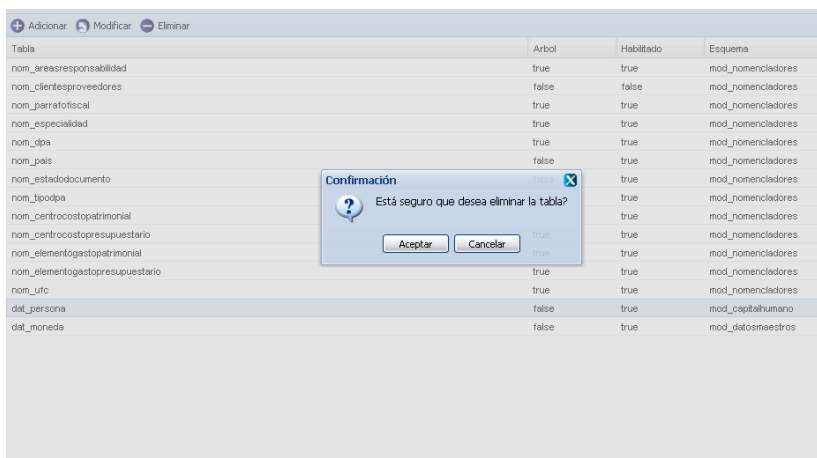 Adicionar Modificar Eliminar
Tabla Arbol Habilitado Esquema
nom_areasresponsabilidad true true mod_nomencladores
nom_clientesproveedores false false mod_nomencladores
nom_parrafofiscal true true mod_nomencladores
nom_especialidad true true mod_nomencladores
nom_dpa true true mod_nomencladores
nom_pais false true mod_nomencladores
nom_estadodocumento false true mod_nomencladores
Confirmación
nom_tipodpa true mod_nomencladores
Está seguro que desea eliminar la tabla?
nom_centrocostopatrimonial true mod_nomencladores
nom_centrocostopresupuestario true true mod_nomencladores
Aceptar Cancelar
nom_elementogastopatrimonial true true mod_nomencladores
nom_elementogastopresupuestario true true mod_nomencladores
nom_ufc true true mod_nomencladores
dat_persona false true mod_capitalhumano
dat_moneda false true mod_datosmaestros